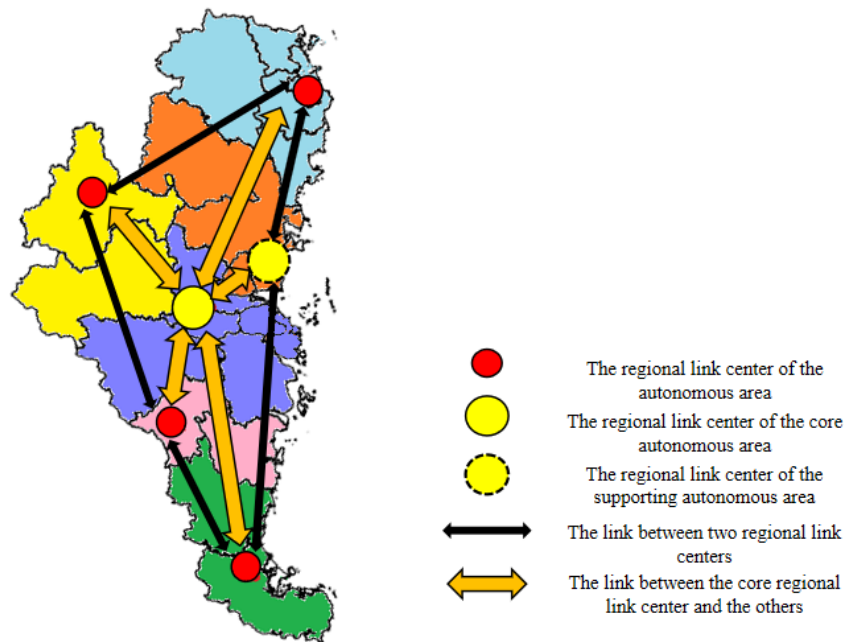 The regional link center of the
autonomous area
The regional link center of the core
autonomous area
The regional link center of the
supporting autonomous area
The link between two regional link
centers
The link between the core regional
link center and the others